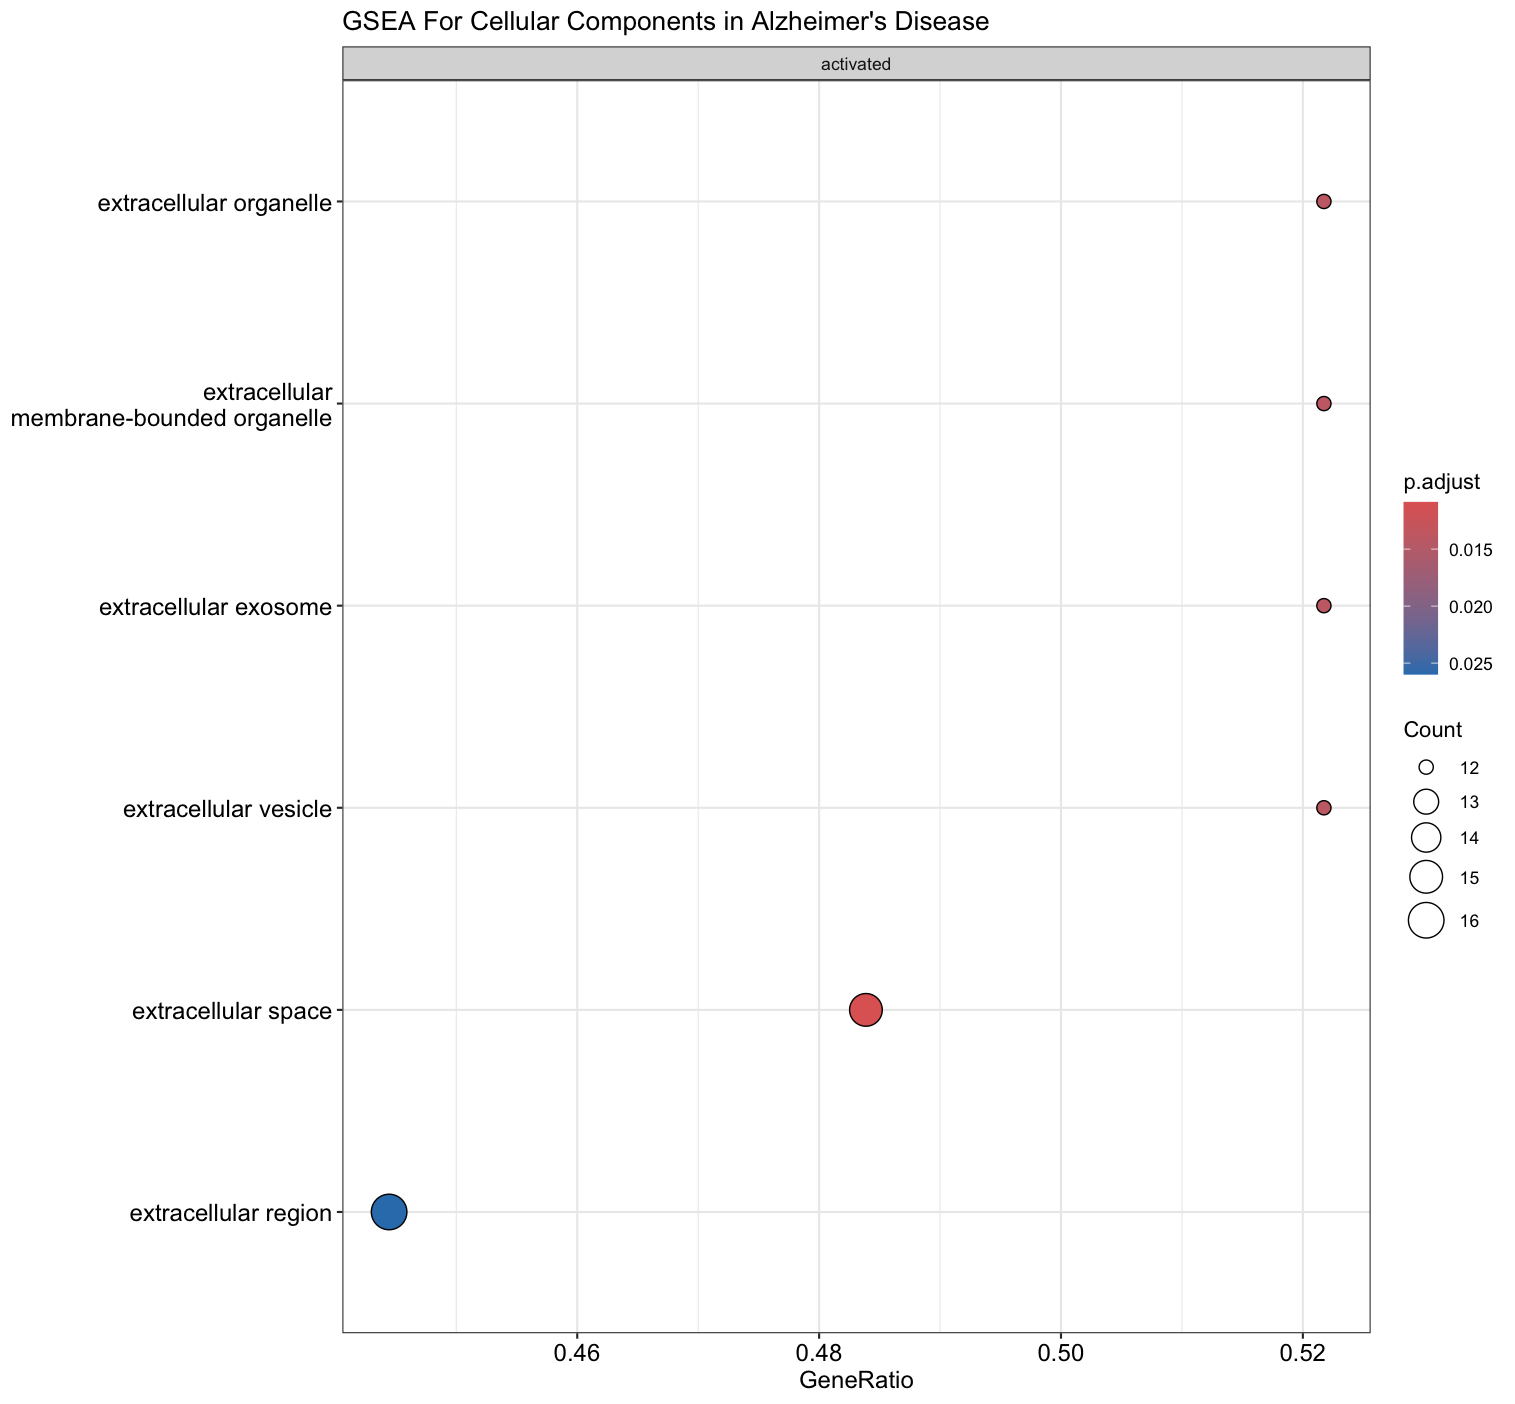 GSEA For Cellular Components in Alzheimer's Disease
activated
extracellular organelle
extracellular
membrane-bounded organelle
extracellular exosome
extracellular vesicle
extracellular space
extracellular region
0.46
0.48
0.50
0.52
GeneRatio
p.adjust
0.015
0.020
0.025
Count
12
13
14
15
16